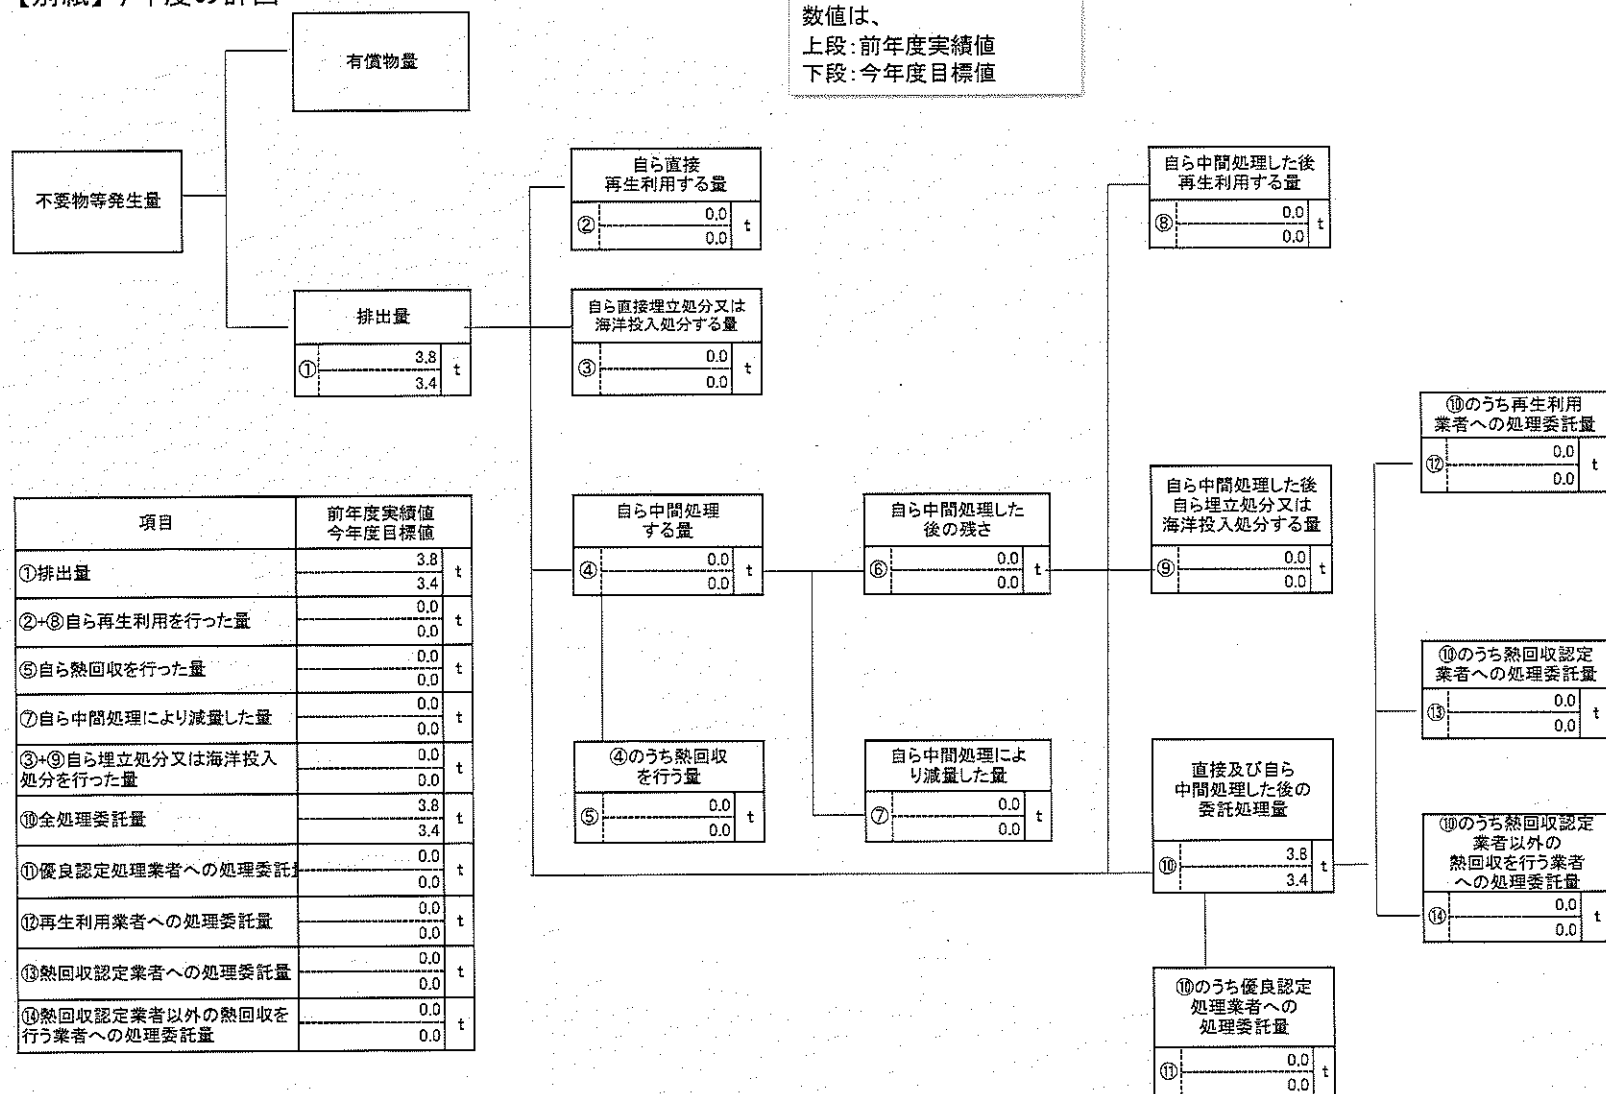 数値は、
上段:前年度実績値
下段:今年度目標値
有償物量
不要物等発生量
排出量
① 3.8 t
3.4
自ら直接
再生利用する量
② 0.0 t
0.0
自ら直接埋立処分又は
海洋投入処分する量
③ 0.0 t
0.0
自ら中間処理
する量
④ 0.0 t
0.0
④のうち熱回収
を行う量
⑤ 0.0 t
0.0
自ら中間処理した
後の残さ
⑥ 0.0 t
0.0
自ら中間処理によ
り減量した量
⑦ 0.0 t
0.0
自ら中間処理した後
再生利用する量
⑧ 0.0 t
0.0
自ら中間処理した後
自ら埋立処分又は
海洋投入処分する量
⑨ 0.0 t
0.0
直接及び自ら
中間処理した後の
委託処理量
⑩ 3.8 t
3.4
⑩のうち優良認定
処理業者への
処理委託量
⑪ 0.0 t
0.0
⑩のうち再生利用
業者への処理委託量
⑫ 0.0 t
0.0
⑩のうち熱回収認定
業者への処理委託量
⑬ 0.0 t
0.0
⑩のうち熱回収認定
業者以外の
熱回収を行う業者
への処理委託量
⑭ 0.0 t
0.0
項目 前年度実績値
今年度目標値
①排出量 3.8 t
3.4
②+⑧自ら再生利用を行った量 0.0 t
0.0
⑤自ら熱回収を行った量 0.0 t
0.0
⑦自ら中間処理により減量した量 0.0 t
0.0
③+⑨自ら埋立処分又は海洋投入
処分を行った量 0.0 t
0.0
⑩全処理委託量 3.8 t
3.4
⑪優良認定処理業者への処理委託 0.0 t
0.0
⑫再生利用業者への処理委託量 0.0 t
0.0
⑬熱回収認定業者への処理委託量 0.0 t
0.0
⑭熱回収認定業者以外の熱回収を
行う業者への処理委託量 0.0 t
0.0